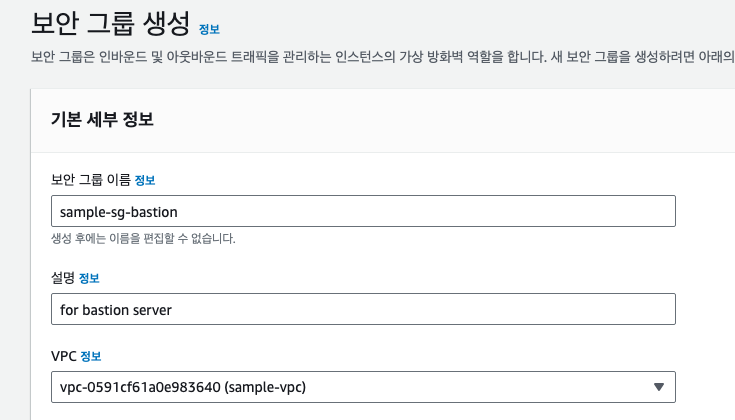 보안 그룹 생성 정보
보안 그룹은 인바운드 및 아웃바운드 트래픽을 관리하는 인스턴스의 가상 방화벽 역할을 합니다. 새 보안 그룹을 생성하려면 아래의
기본 세부 정보
보안 그룹 이름 정보
sample-sg-bastion
생성 후에는 이름을 편집할 수 없습니다.
설명 정보
for bastion server
VPC 정보
vpc-0591cf61a0e983640 (sample-vpc)